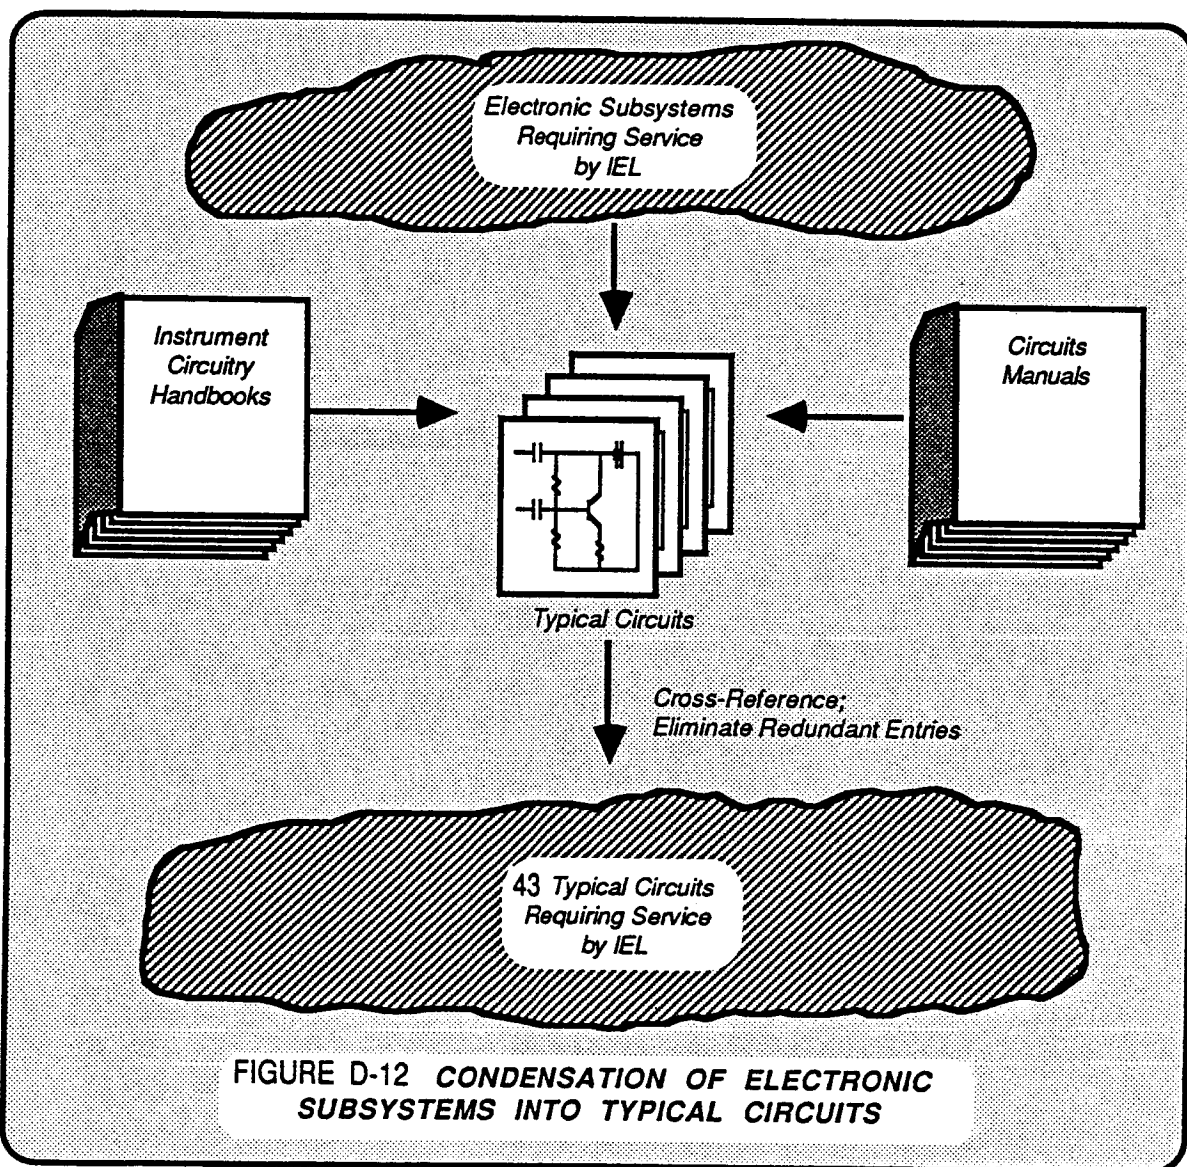 Electronic Subsystems
Requiring Service
by IEL
Instrument
Circuitry
Handbooks
Circuits
Manuals
Typical Circuits
Cross-Reference;
Eliminate Redundant Entries
43 Typical Circuits
Requiring Service
by IEL
FIGURE D-12 CONDENSATION OF ELECTRONIC
SUBSYSTEMS INTO TYPICAL CIRCUITS